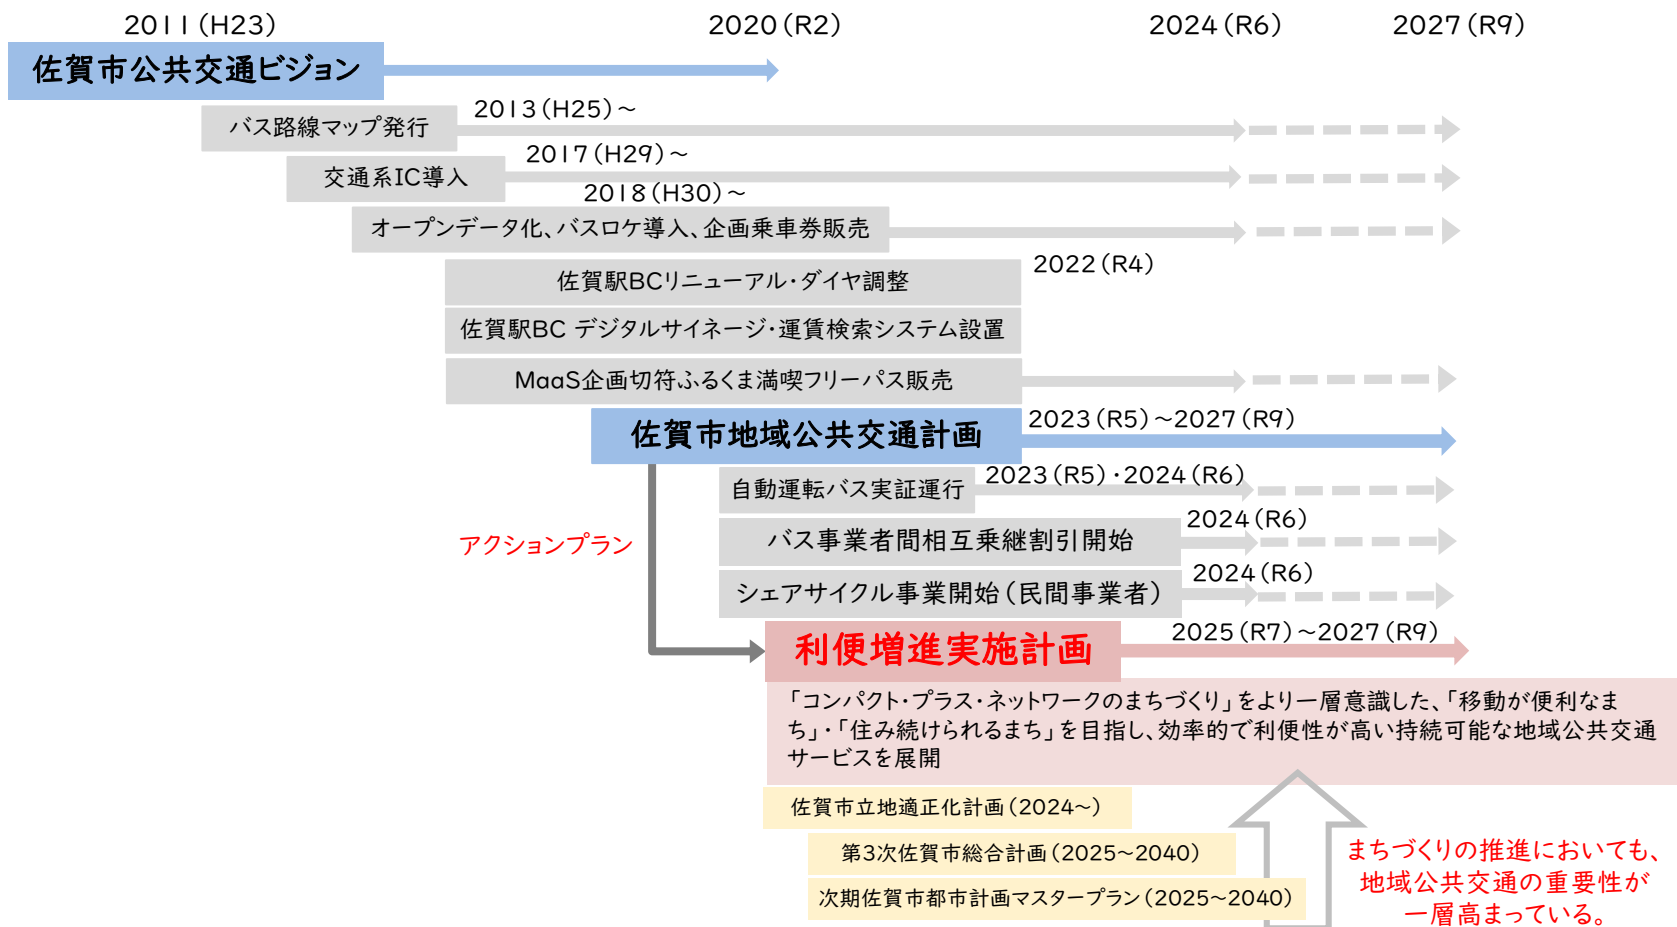 2011(H23) 2020(R2) 2024(R6) 2027(R9)
佐賀市公共交通ビジョン
バス路線マップ発行 2013(H25)～
交通系IC導入 2017(H29)～
2018(H30)～
オープンデータ化、バスロケ導入、企画乗車券販売
佐賀駅BCリニューアル・ダイヤ調整 2022(R4)
佐賀駅BC デジタルサイネージ・運賃検索システム設置
MaaS企画切符ふるくま満喫フリーパス販売
佐賀市地域公共交通計画 2023(R5)～2027(R9)
自動運転バス実証運行 2023(R5)・2024(R6)
アクションプラン
バス事業者間相互乗継割引開始 2024(R6)
シェアサイクル事業開始(民間事業者) 2024(R6)
利便増進実施計画 2025(R7)～2027(R9)
「コンパクト・プラス・ネットワークのまちづくり」をより一層意識した、「移動が便利なま
ち」・「住み続けられるまち」を目指し、効率的で利便性が高い持続可能な地域公共交通
サービスを展開
佐賀市立地適正化計画(2024～)
第3次佐賀市総合計画(2025～2040)
次期佐賀市都市計画マスタープラン(2025～2040)
まちづくりの推進においても、
地域公共交通の重要性が
一層高まっている。